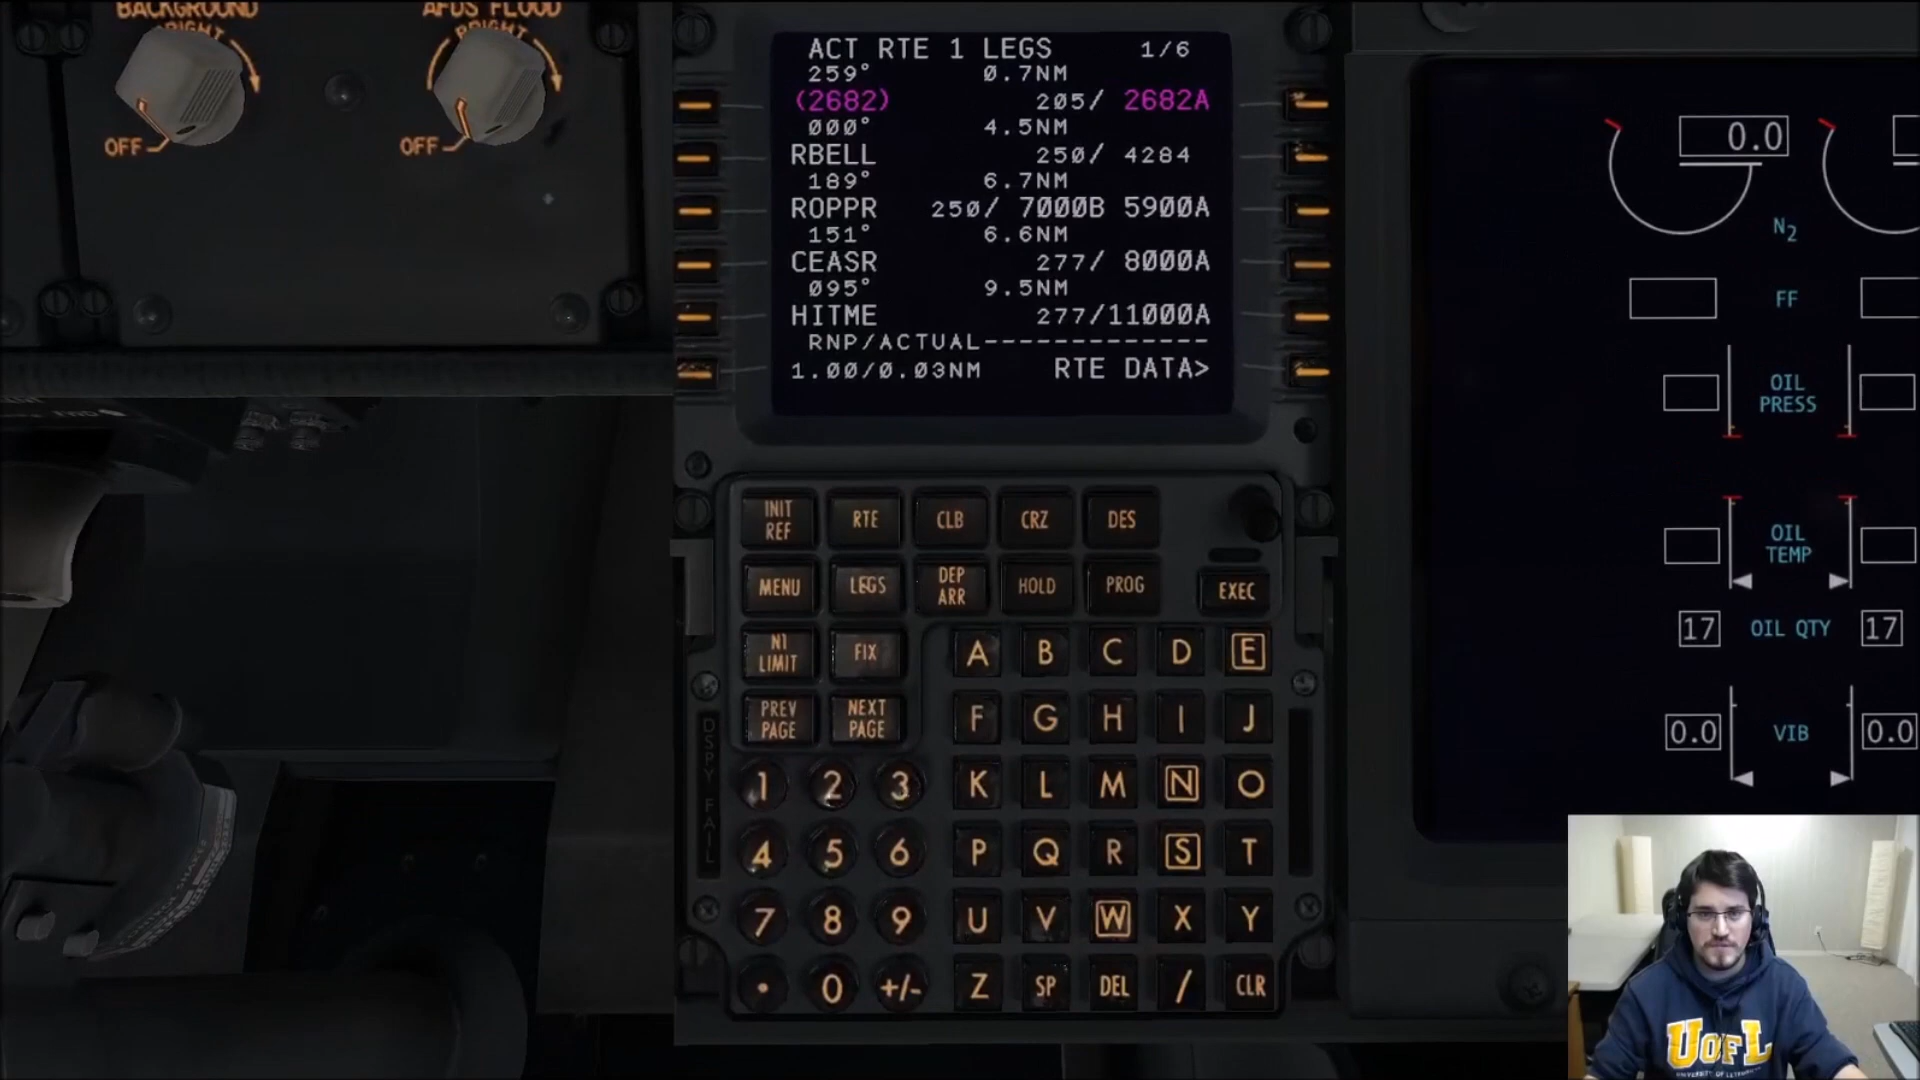 BACKGROUND
BRIGHT
OFF
AFDS FLOOD
BRIGHT
OFF
ACT RTE 1 LEGS 1/6
259° 0.7NM
(2682) 205/ 2682A
000° 4.5NM
RBELL 250/ 4284
189° 6.7NM
ROPPR 250/ 7000B 5900A
151° 6.6NM
CEASR 277/ 8000A
095° 9.5NM
HITME 277/11000A
RNP/ACTUAL------------
1.00/0.03NM RTE DATA>
INIT REF RTE CLB CRZ DES
MENU LEGS DEP ARR HOLD PROG EXEC
N1 LIMIT FIX
PREV PAGE NEXT PAGE
A B C D E
F G H I J
1 2 3 K L M N O
4 5 6 P Q R S T
7 8 9 U V W X Y
. 0 +/- Z SP DEL / CLR
DSPY FAIL
0.0
N2
FF
OIL
PRESS
OIL
TEMP
17 OIL QTY 17
0.0 VIB 0.0
UOFL